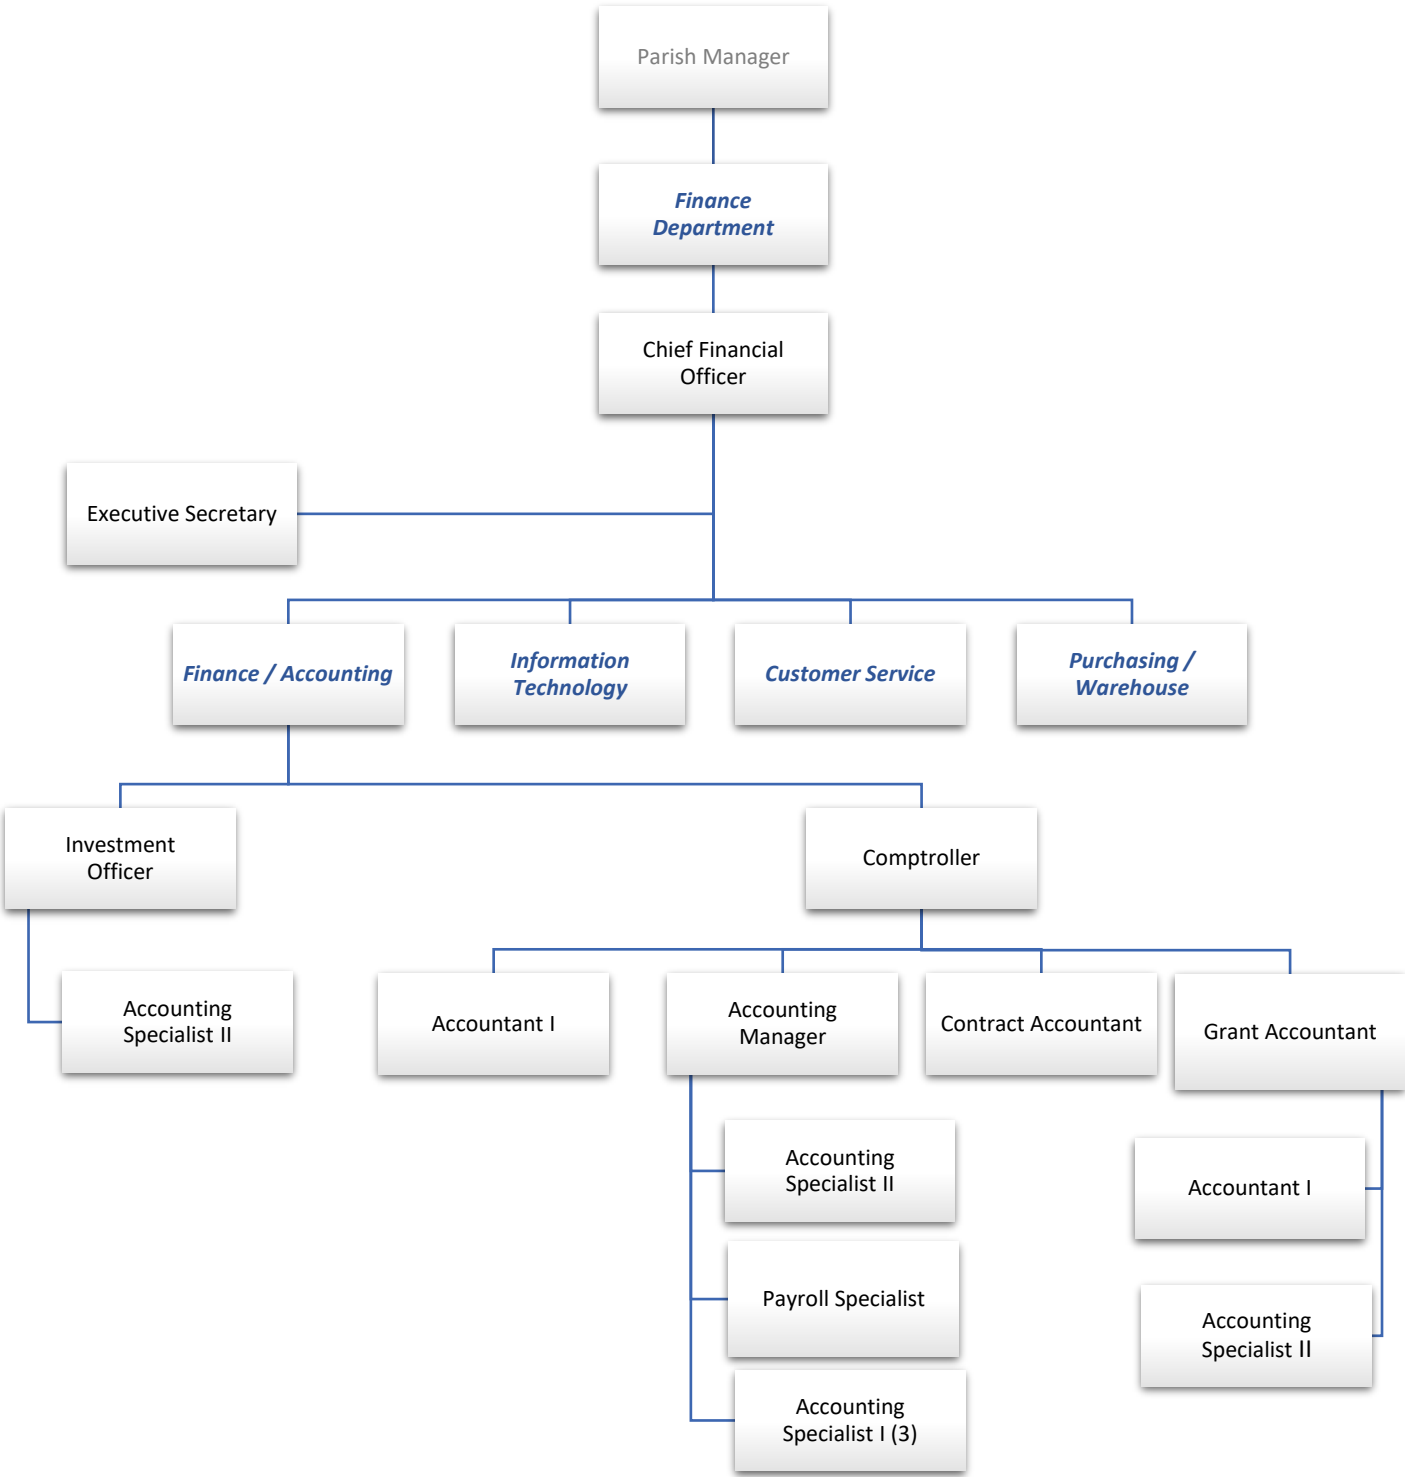 Parish Manager
Finance
Department
Chief Financial
Officer
Executive Secretary
Finance / Accounting
Information
Technology
Customer Service
Purchasing /
Warehouse
Investment
Officer
Comptroller
Accounting
Specialist II
Accountant I
Accounting
Manager
Contract Accountant
Grant Accountant
Accounting
Specialist II
Accountant I
Payroll Specialist
Accounting
Specialist II
Accounting
Specialist I (3)